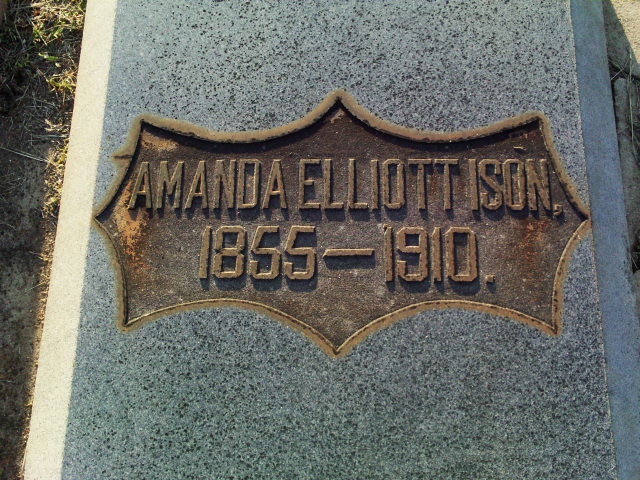 AMANDA ELLIOTT ISON,
1855—1910.